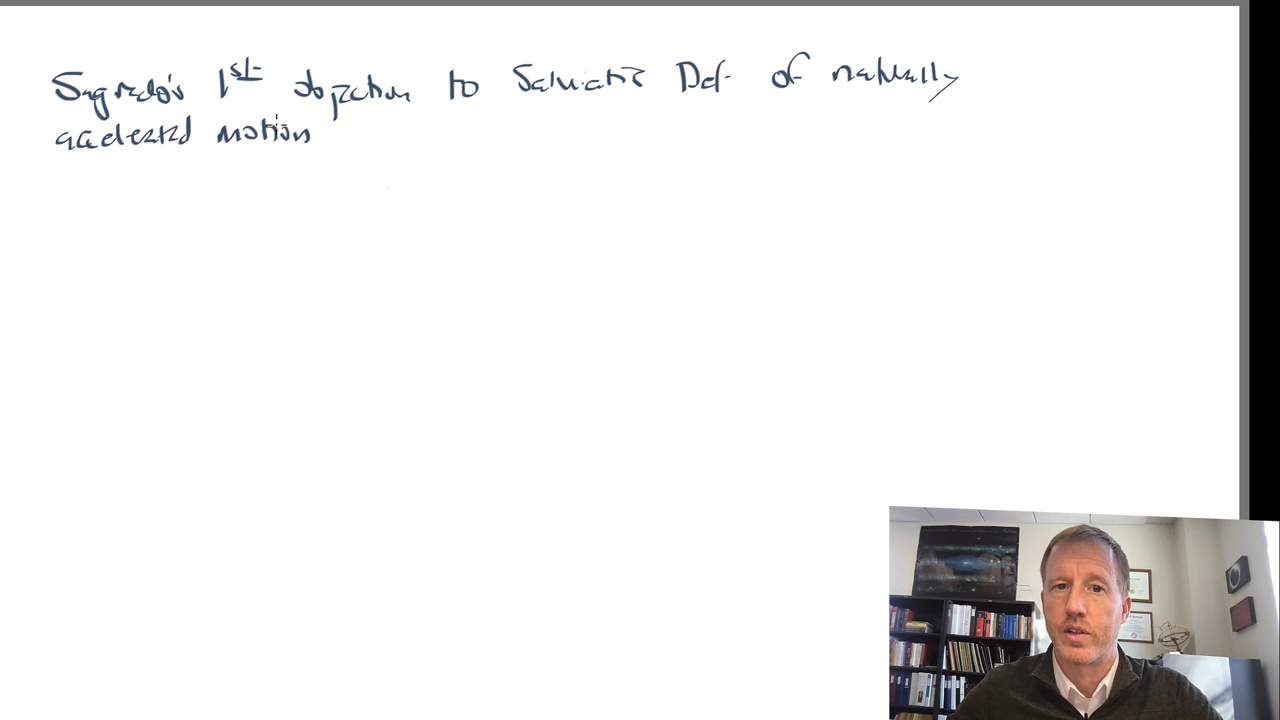 Sagredo's 1st objection to Salviati's Def of naturally
accelerated motion